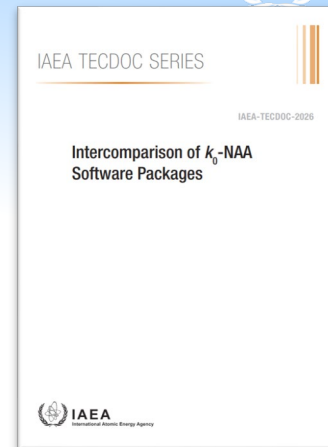 IAEA TECDOC SERIES
IAEA-TECDOC-2026
Intercomparison of k₀-NAA
Software Packages
IAEA
International Atomic Energy Agency